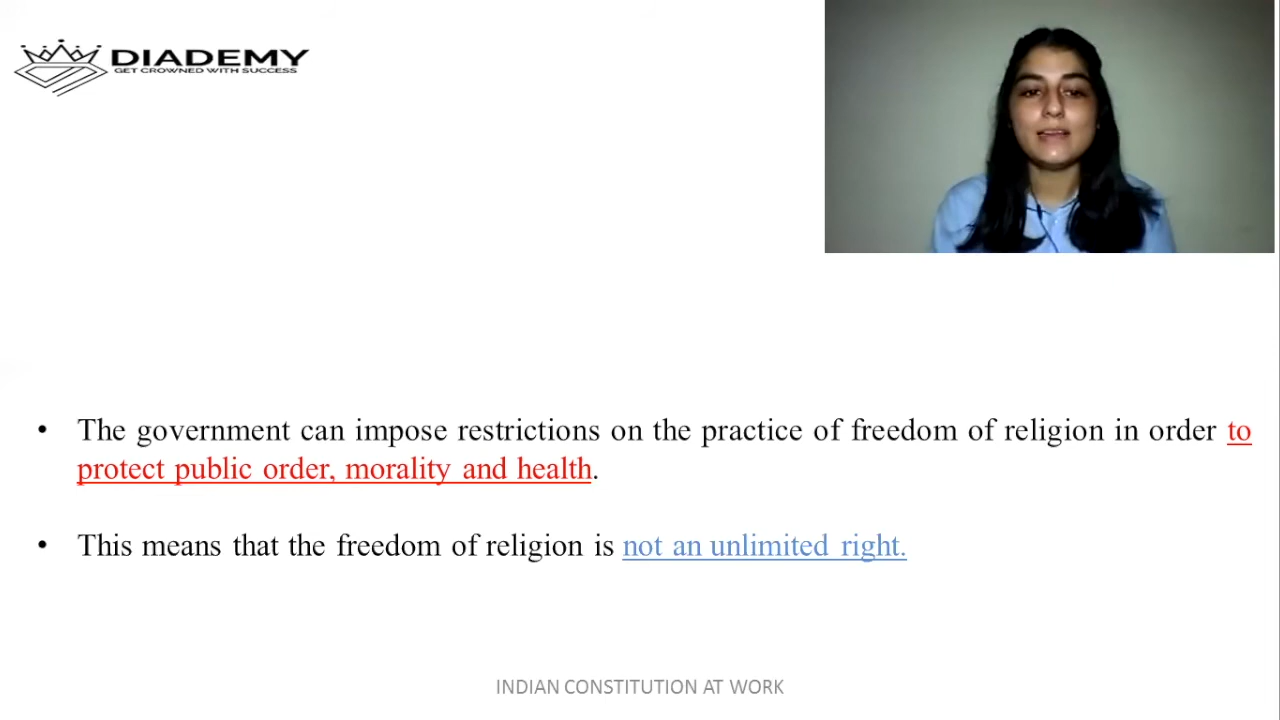 DIADEMY
GET CROWNED WITH SUCCESS
• The government can impose restrictions on the practice of freedom of religion in order to
protect public order, morality and health.
• This means that the freedom of religion is not an unlimited right.
INDIAN CONSTITUTION AT WORK